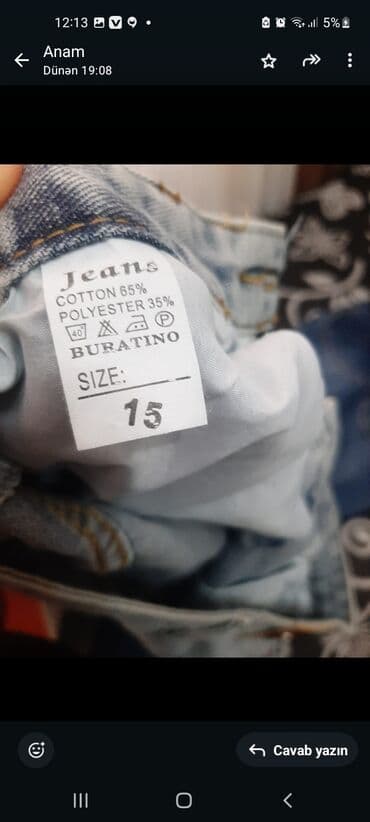 12:13
5%
Anam
Dünən 19:08
Jeans
COTTON 65%
POLYESTER 35%
40° P
BURATINO
SIZE:
15
Cavab yazın